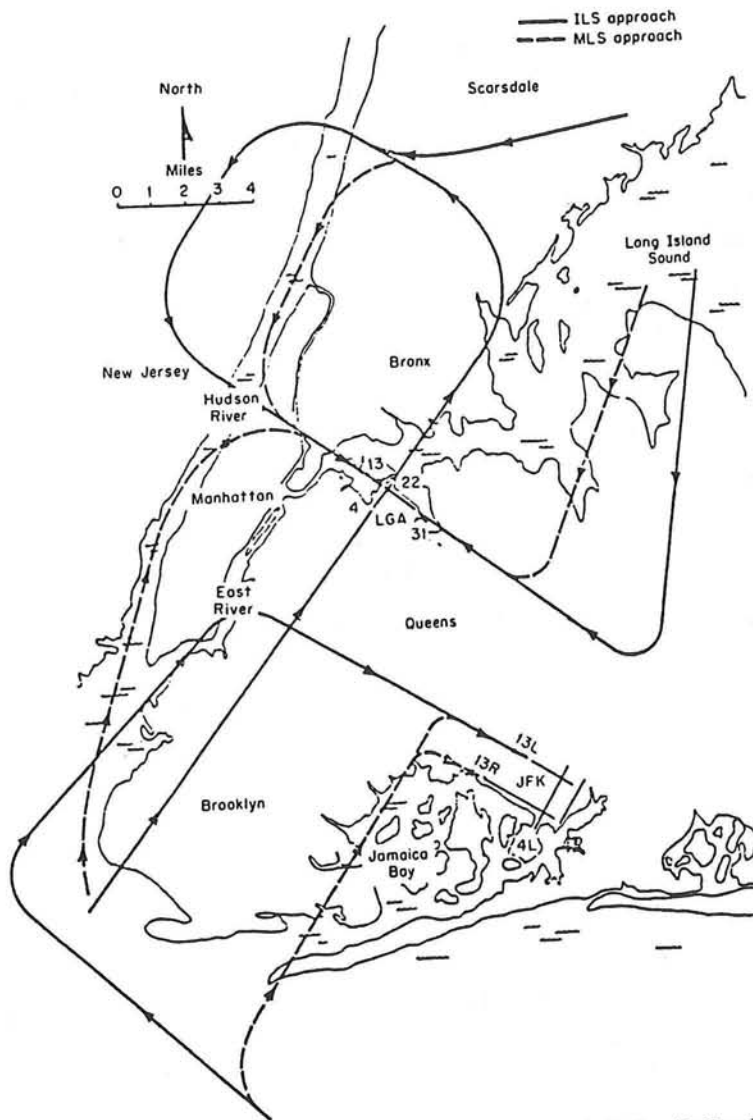 ILS approach
MLS approach
North
Scarsdale
Miles
0 1 2 3 4
Long Island
Sound
New Jersey
Bronx
Hudson
River
13
22
Manhattan
4
LGA
31
East
River
Queens
13L
13R
JFK
Brooklyn
4L
Jamaica
Bay